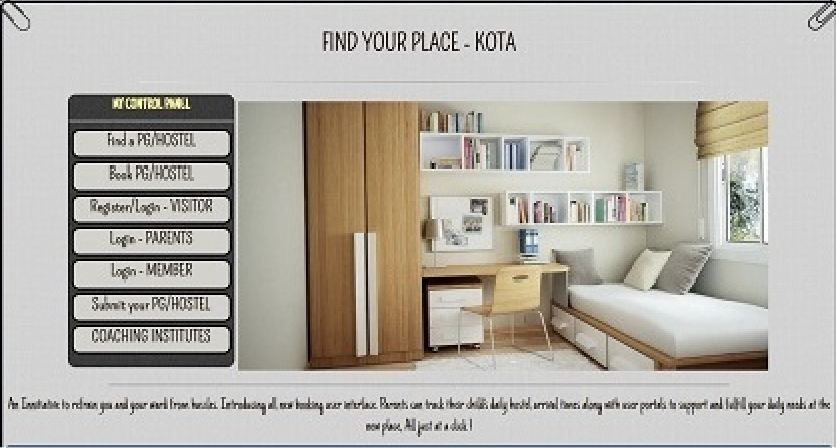 FIND YOUR PLACE - KOTA
MY CONTROL PANEL
Find a PG/HOSTEL
Book PG/HOSTEL
Register/Login - VISITOR
Login - PARENTS
Login - MEMBER
Submit your PG/HOSTEL
COACHING INSTITUTES
An Innitiative to refrain you and your ward from hassles. Introducing all new booking user interface. Parents can track their child's daily hostel arrival times along with user portals to support and fulfill your daily needs at the
new place, All just at a click !